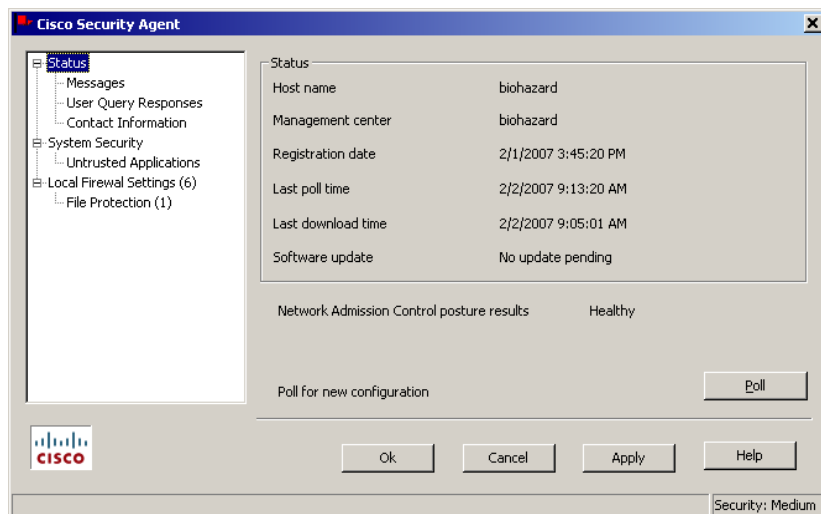 Cisco Security Agent
Status
Messages
User Query Responses
Contact Information
System Security
Untrusted Applications
Local Firewal Settings (6)
File Protection (1)
Status
Host name biohazard
Management center biohazard
Registration date 2/1/2007 3:45:20 PM
Last poll time 2/2/2007 9:13:20 AM
Last download time 2/2/2007 9:05:01 AM
Software update No update pending
Network Admission Control posture results Healthy
Poll for new configuration Poll
CISCO
Ok Cancel Apply Help
Security: Medium